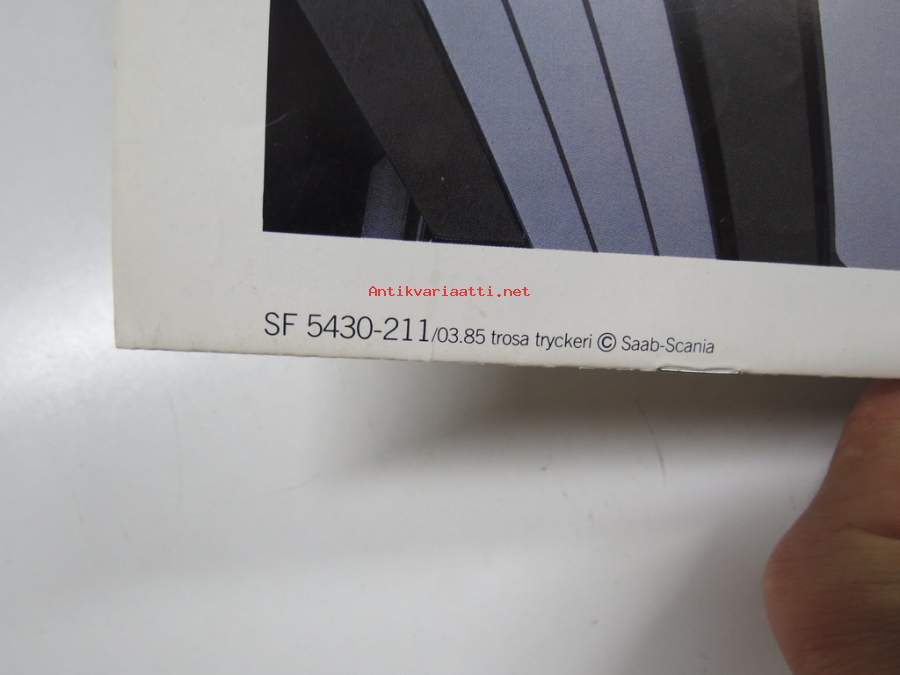 Antikvariaatti.net
SF 5430-211/03.85 trosa tryckeri © Saab-Scania